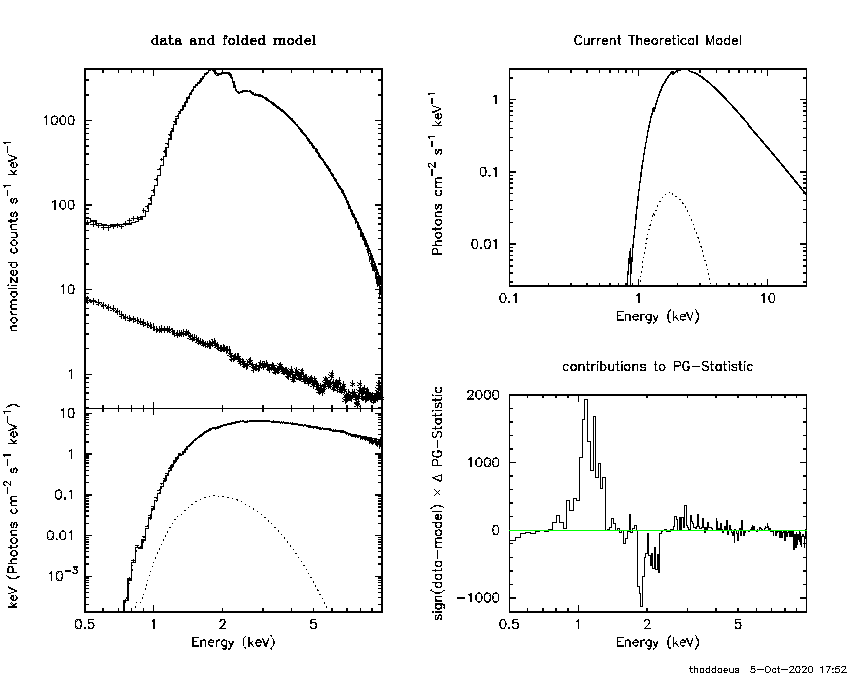 data and folded model
normalized counts s⁻¹ keV⁻¹
1000
100
10
1
keV (Photons cm⁻² s⁻¹ keV⁻¹)
10
1
0.1
0.01
10⁻³
0.5 1 2 5
Energy (keV)
Current Theoretical Model
Photons cm⁻² s⁻¹ keV⁻¹
1
0.1
0.01
0.1 1 10
Energy (keV)
contributions to PG−Statistic
sign(data−model) × Δ PG−Statistic
2000
1000
0
−1000
0.5 1 2 5
Energy (keV)
thaddaeus 5−Oct−2020 17:52